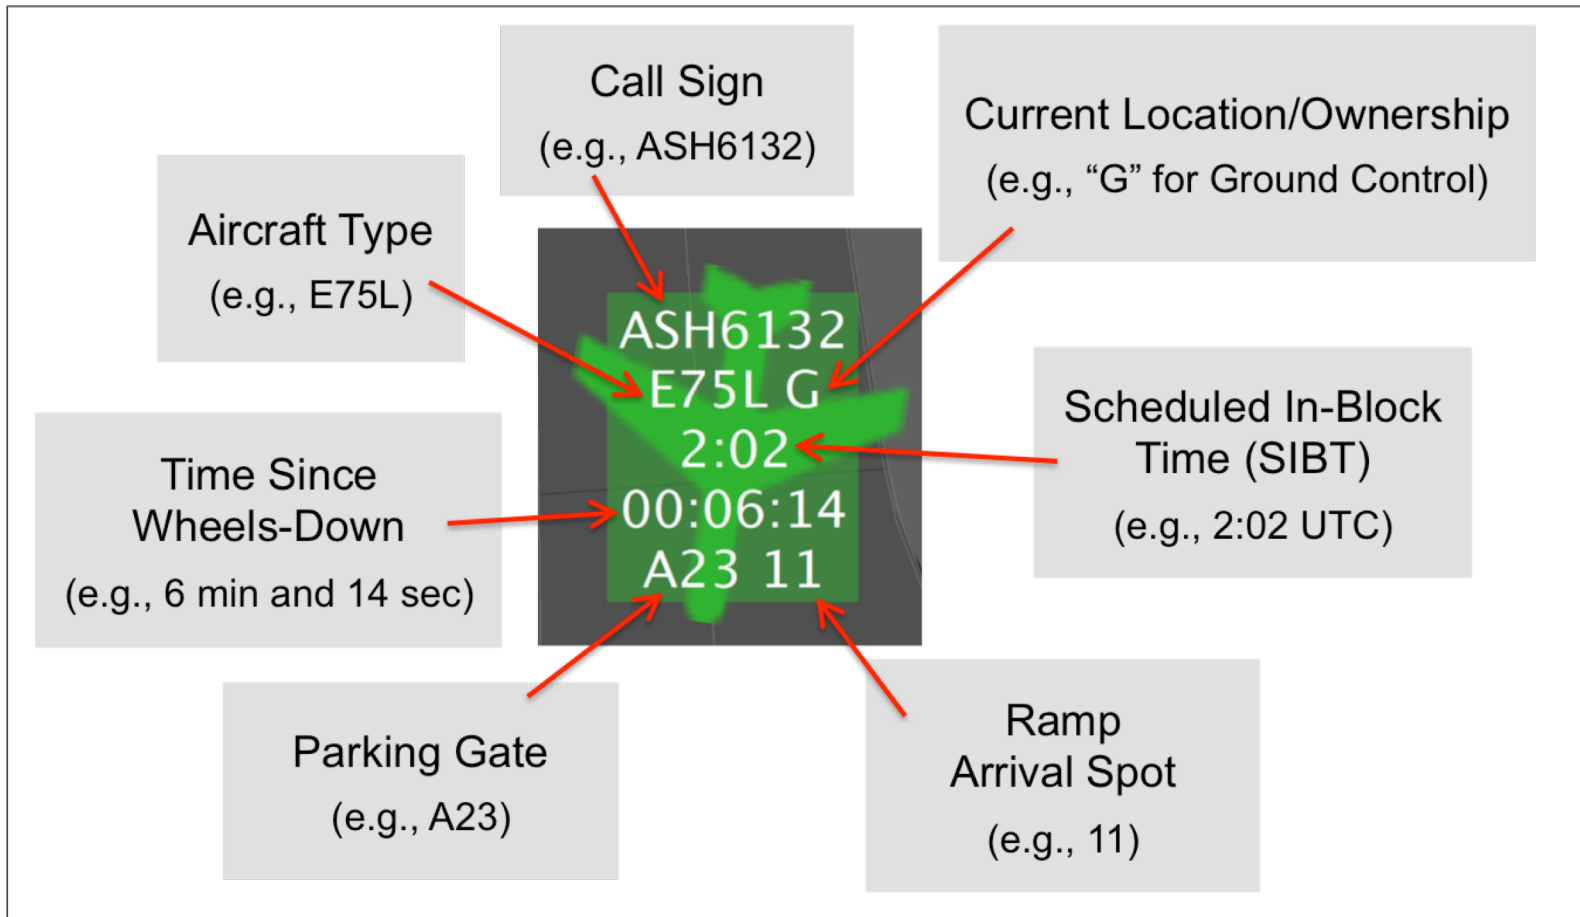 Call Sign
(e.g., ASH6132)
Current Location/Ownership
(e.g., “G” for Ground Control)
Aircraft Type
(e.g., E75L)
ASH6132
E75L G
2:02
00:06:14
A23 11
Scheduled In-Block
Time (SIBT)
(e.g., 2:02 UTC)
Time Since
Wheels-Down
(e.g., 6 min and 14 sec)
Parking Gate
(e.g., A23)
Ramp
Arrival Spot
(e.g., 11)